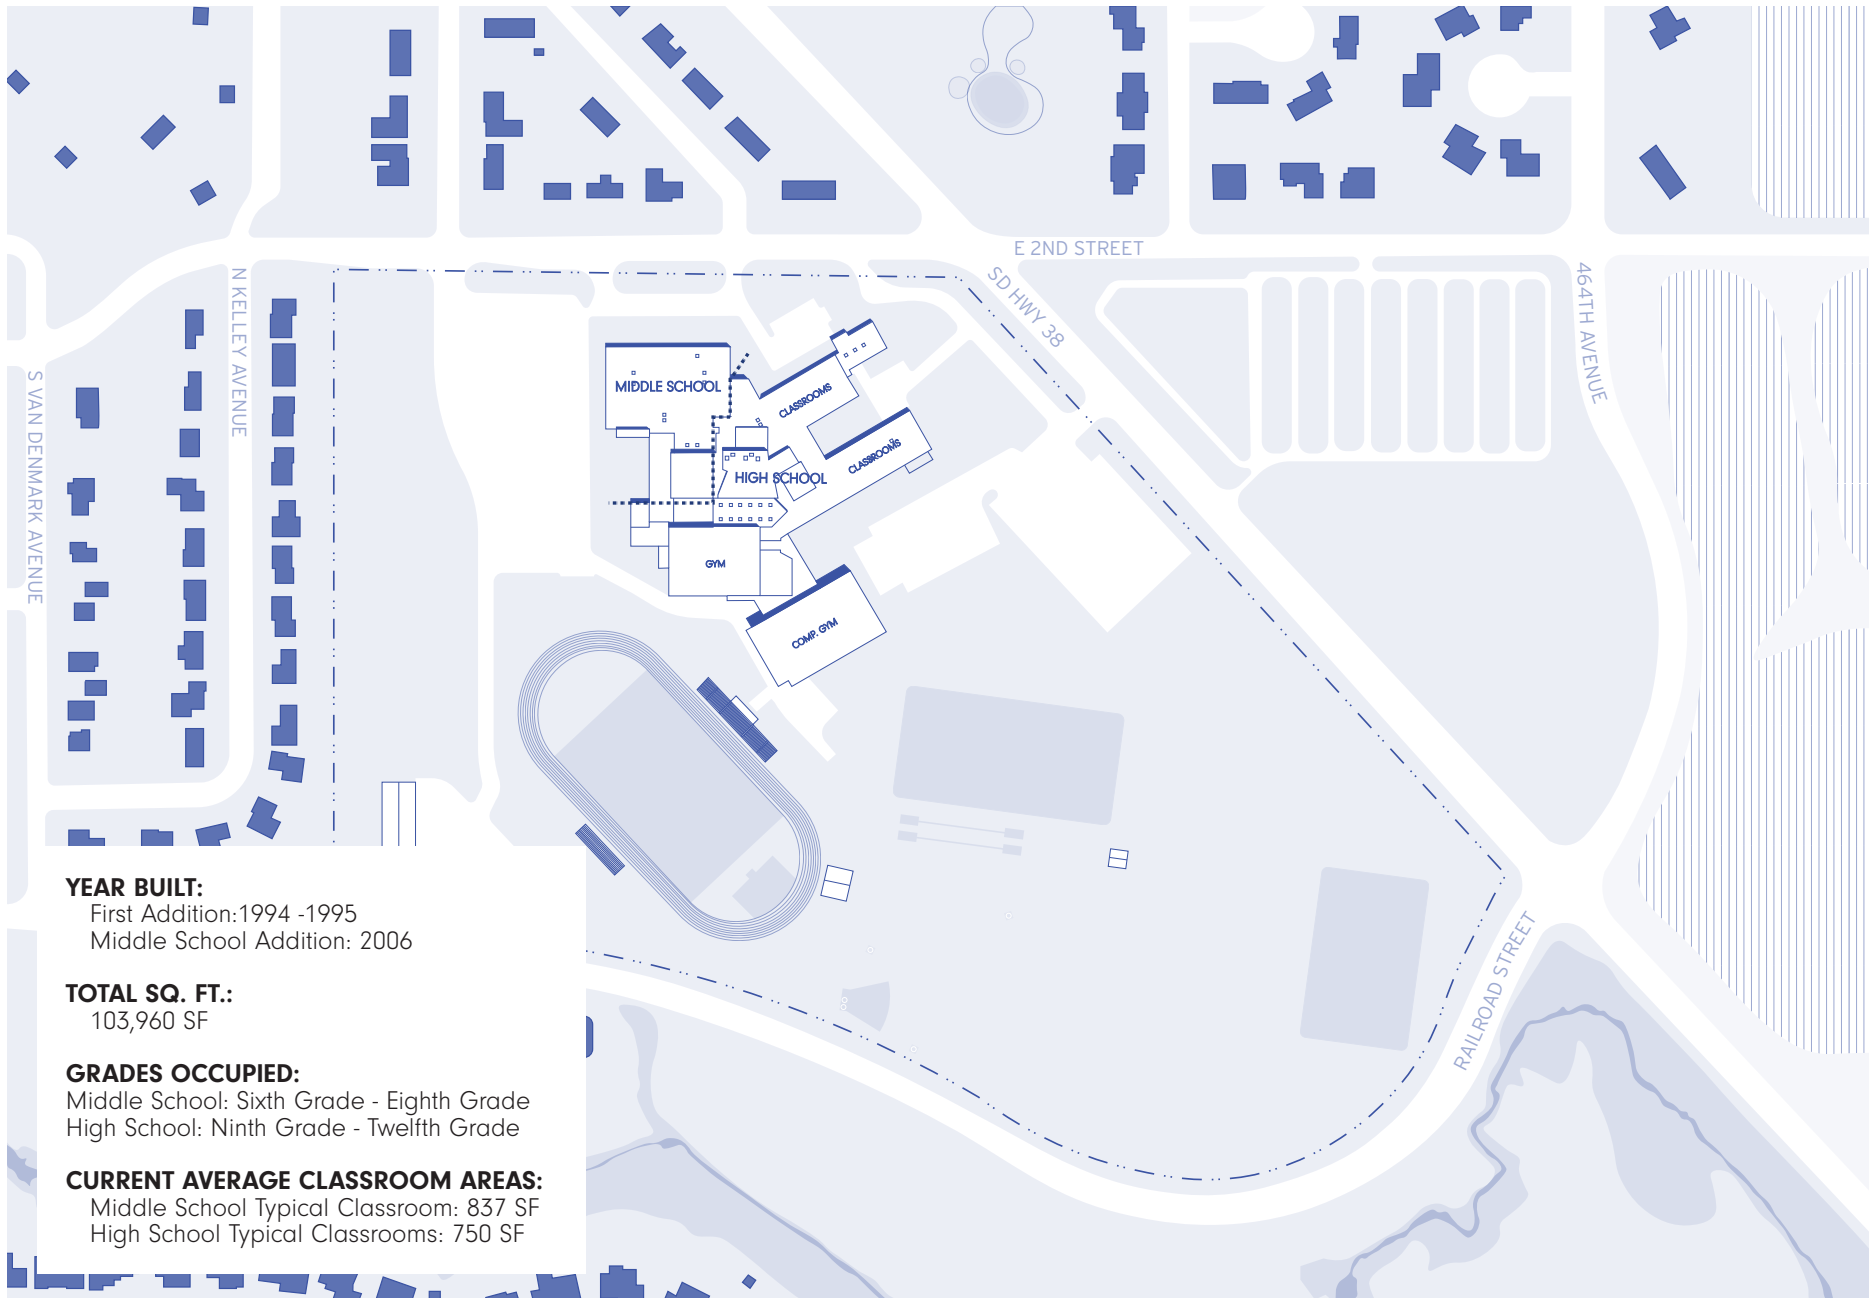 E 2ND STREET
SD HWY 38
464TH AVENUE
N KELLEY AVENUE
S VAN DENMARK AVENUE
MIDDLE SCHOOL
CLASSROOMS
CLASSROOMS
HIGH SCHOOL
GYM
COMP. GYM
RAILROAD STREET
YEAR BUILT:
First Addition:1994 -1995
Middle School Addition: 2006
TOTAL SQ. FT.:
103,960 SF
GRADES OCCUPIED:
Middle School: Sixth Grade - Eighth Grade
High School: Ninth Grade - Twelfth Grade
CURRENT AVERAGE CLASSROOM AREAS:
Middle School Typical Classroom: 837 SF
High School Typical Classrooms: 750 SF